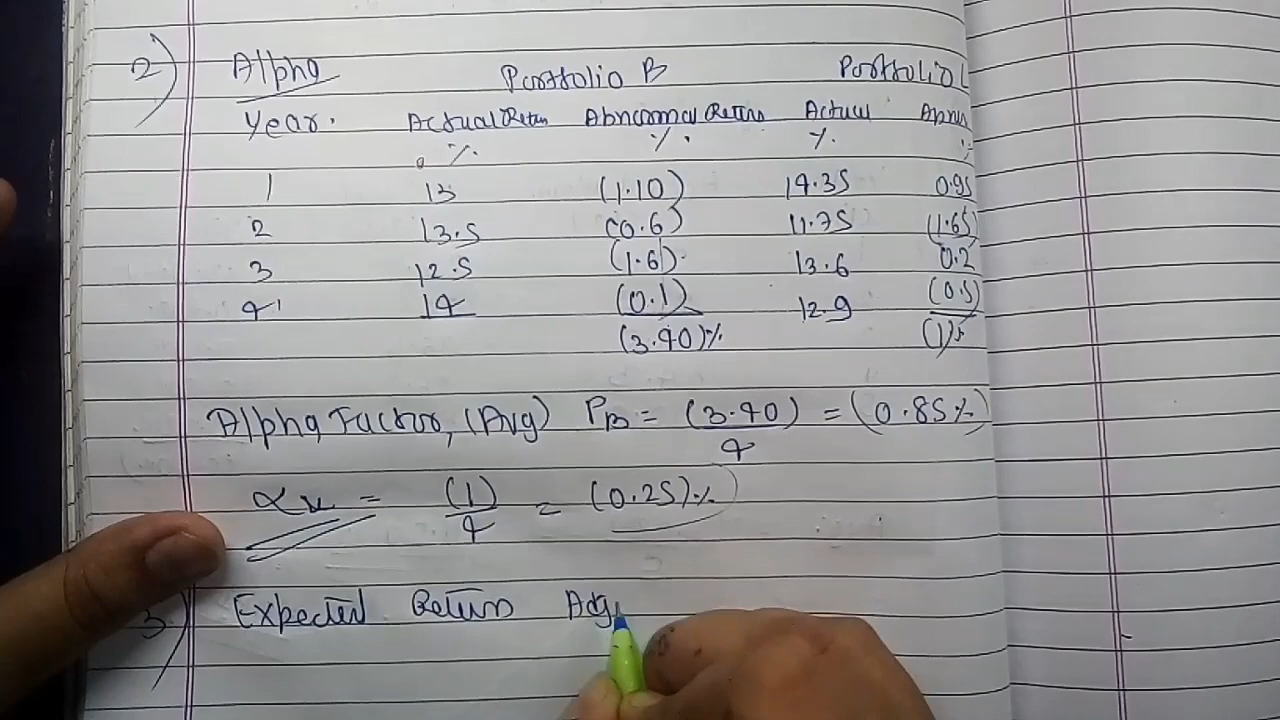 2) Alpha Portfolio B Portfolio L
Year. Actual Return Abnormal Return Actual Abnor
% %. %. %
1 13 (1.10) 14.35 0.95
2 13.5 (0.6) 11.75 (1.65)
3 12.5 (1.6) 13.6 0.2
4 14 (0.1) 12.9 (0.5)
(3.40)% (1)%
Alpha Factor, (Avg) PB = (3.40)/4 = (0.85%)
= (1)/4 = (0.25)%
3) Expected Return Adj